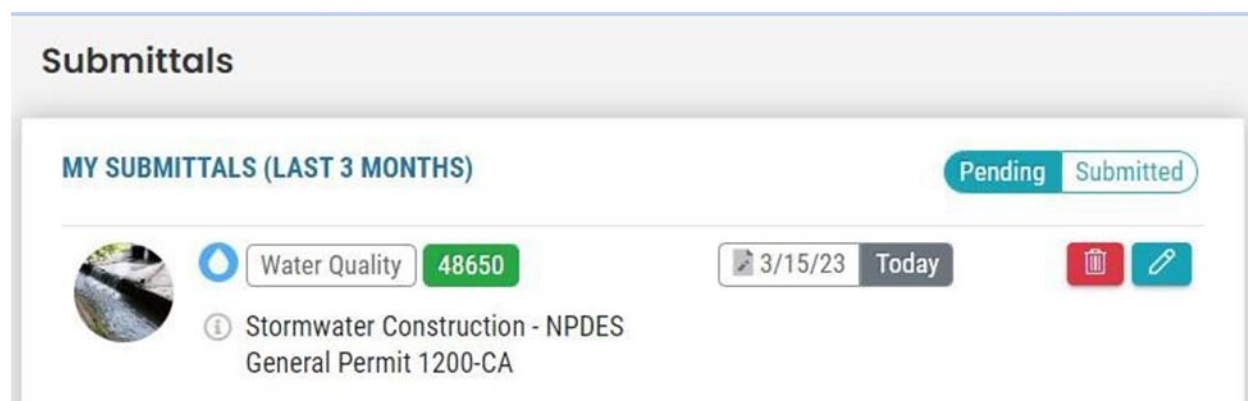 Submittals
MY SUBMITTALS (LAST 3 MONTHS)
Pending Submitted
Water Quality 48650 3/15/23 Today
Stormwater Construction - NPDES
General Permit 1200-CA